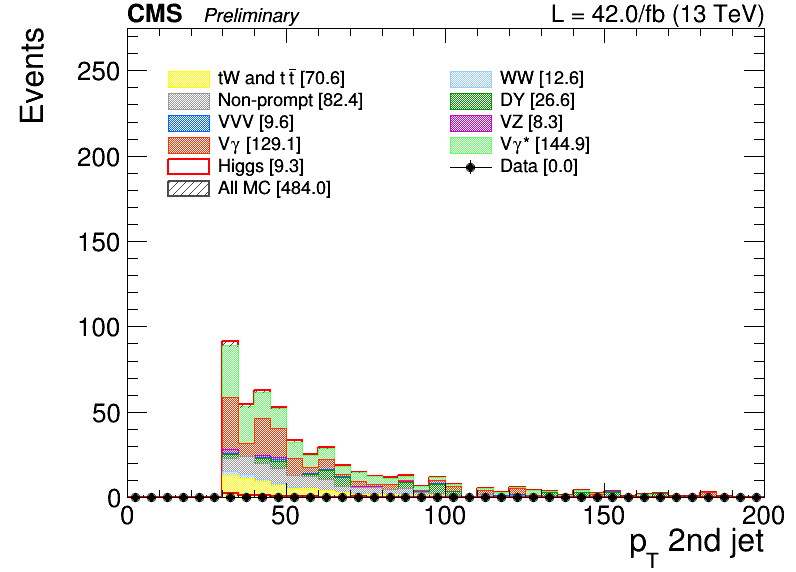 CMS Preliminary L = 42.0/fb (13 TeV)
Events
250
200
150
100
50
0
tW and tt̅ [70.6] WW [12.6]
Non-prompt [82.4] DY [26.6]
VVV [9.6] VZ [8.3]
Vγ [129.1] Vγ* [144.9]
Higgs [9.3] Data [0.0]
All MC [484.0]
0 50 100 150 200
p_T 2nd jet